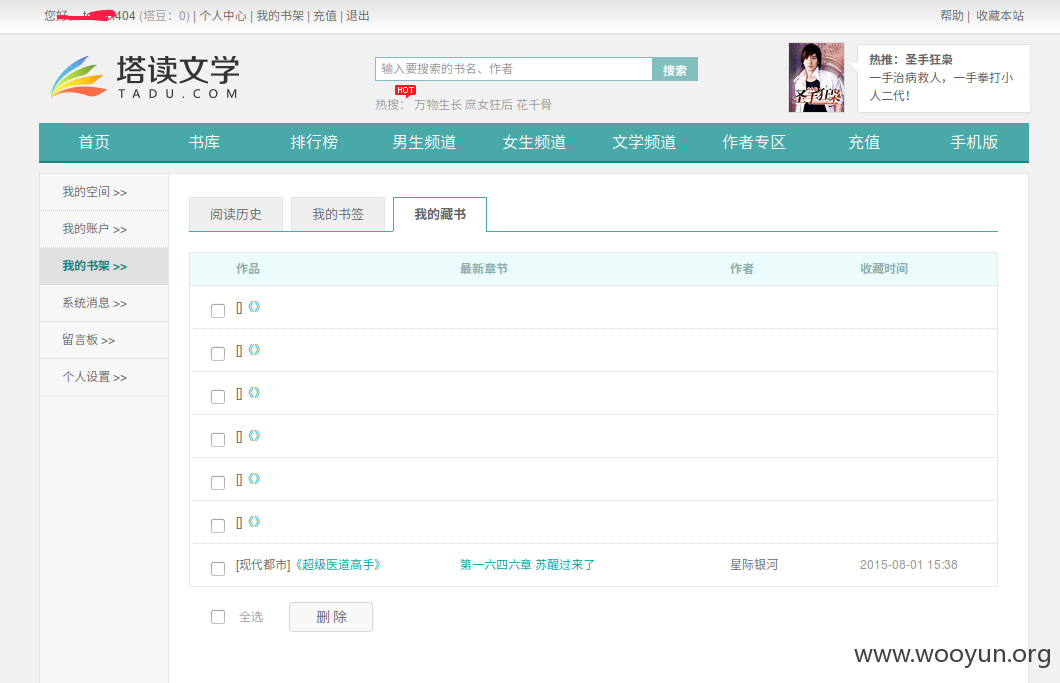 您好， 404 (塔豆：0) | 个人中心 | 我的书架 | 充值 | 退出
帮助 | 收藏本站
塔读文学
TADU.COM
输入要搜索的书名、作者
搜索
HOT
热搜： 万物生长 庶女狂后 花千骨
圣手狂枭
热推：圣手狂枭
一手治病救人，一手拳打小
人二代！
首页 书库 排行榜 男生频道 女生频道 文学频道 作者专区 充值 手机版
我的空间 >>
我的账户 >>
我的书架 >>
系统消息 >>
留言板 >>
个人设置 >>
阅读历史 我的书签 我的藏书
作品 最新章节 作者 收藏时间
[] 《》
[] 《》
[] 《》
[] 《》
[] 《》
[] 《》
[现代都市]《超级医道高手》 第一六四六章 苏醒过来了 星际银河 2015-08-01 15:38
全选 删 除
www.wooyun.org